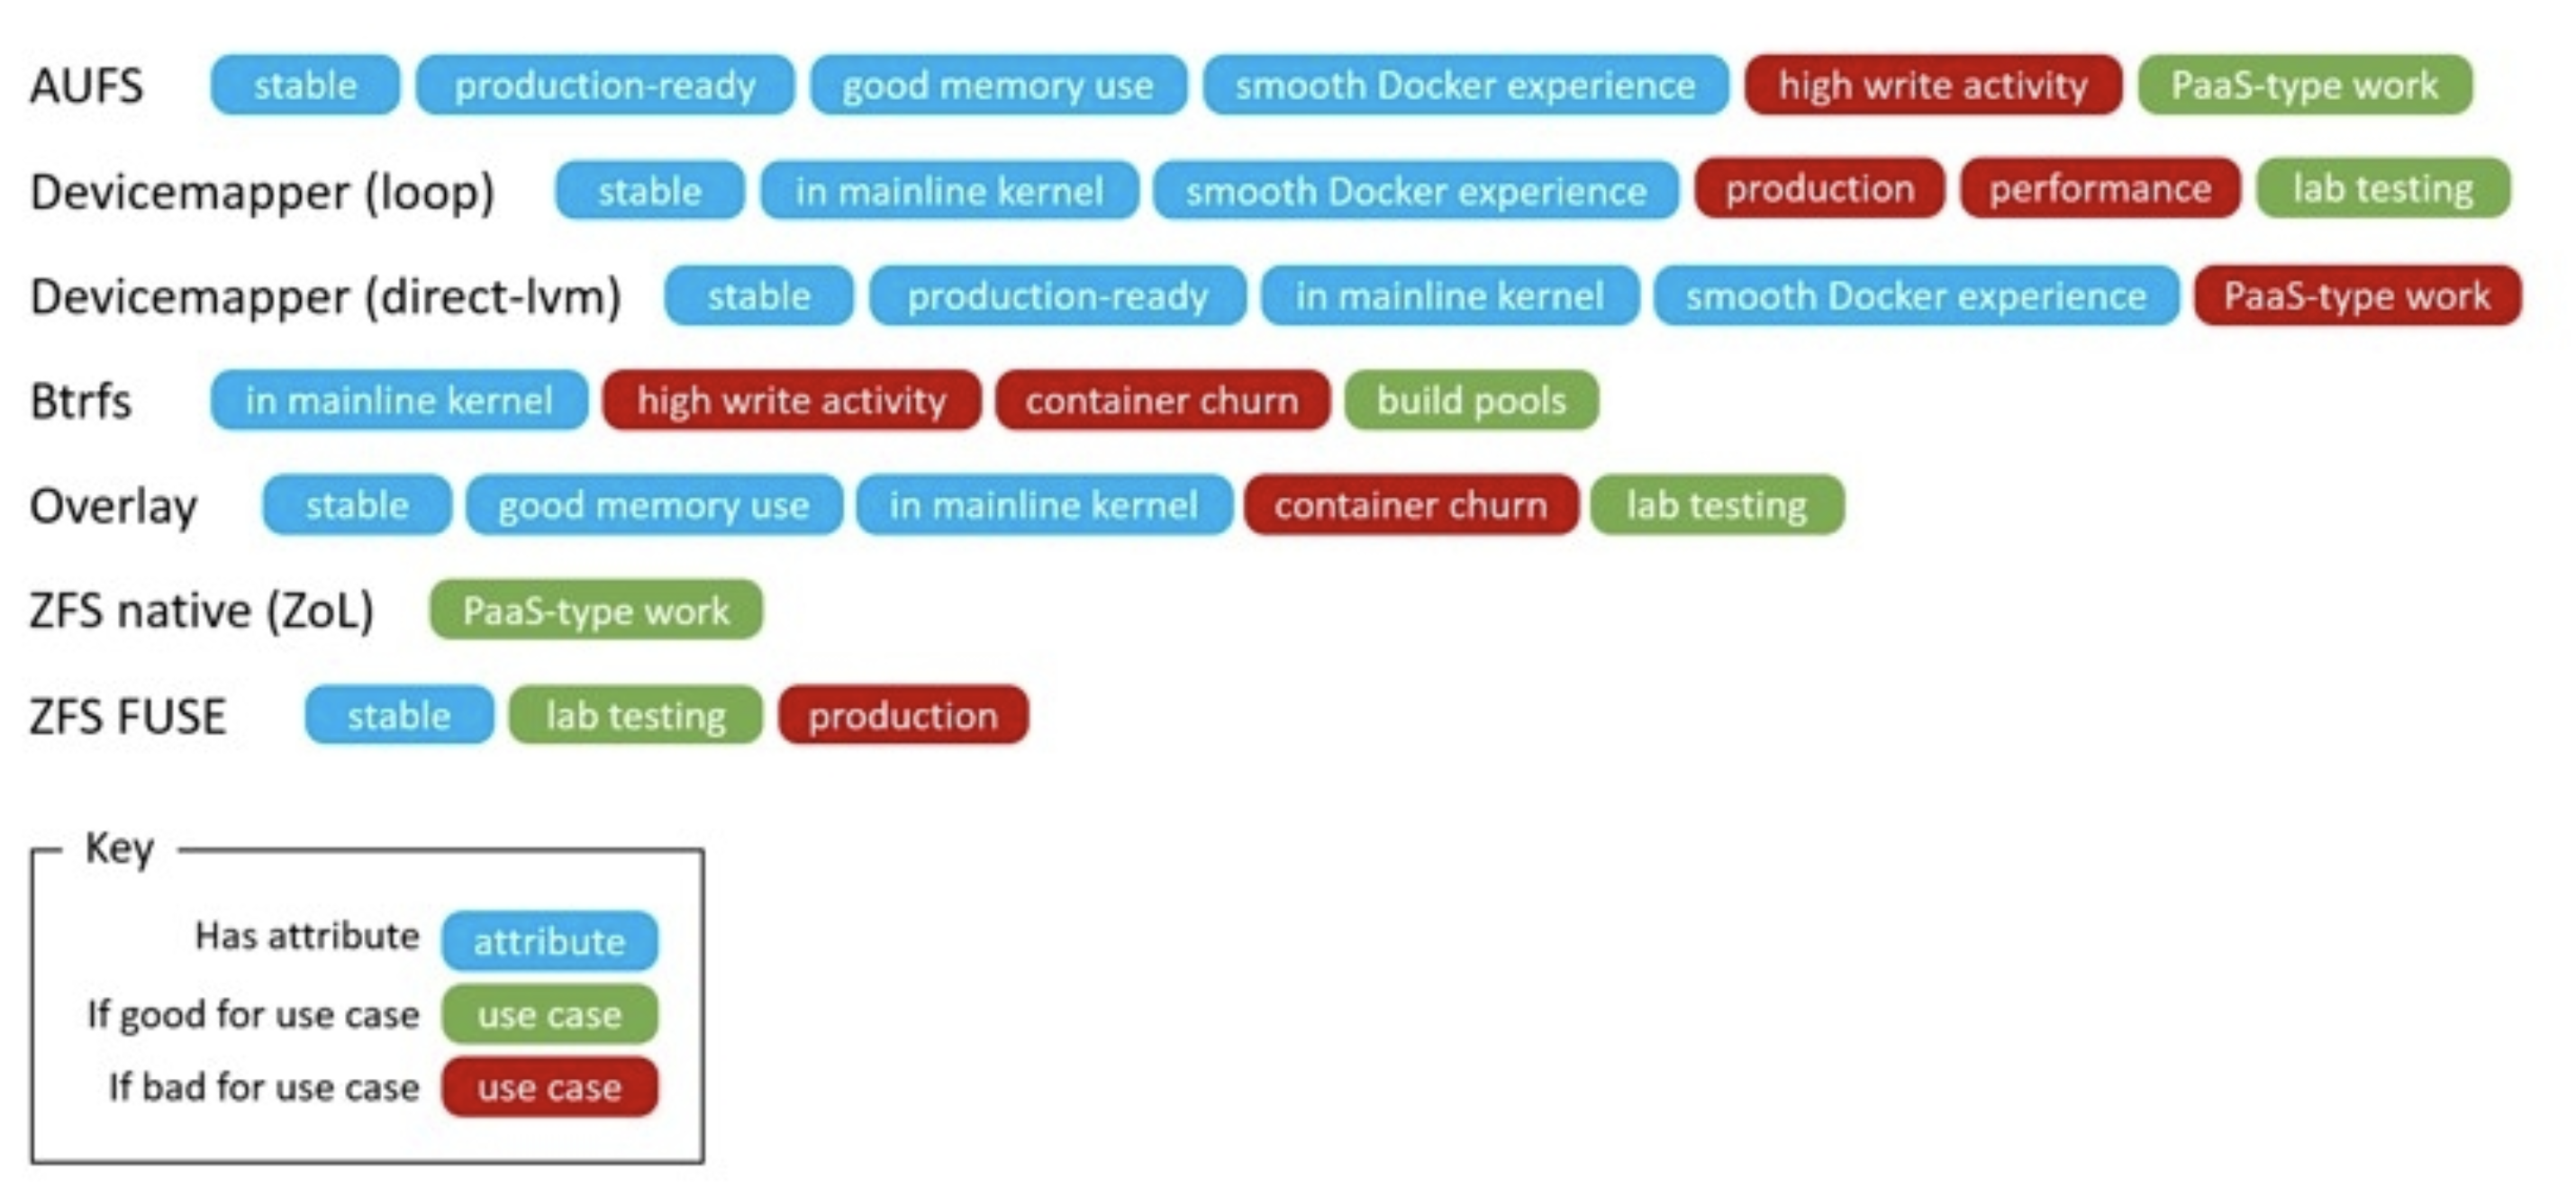 AUFS stable production-ready good memory use smooth Docker experience high write activity PaaS-type work
Devicemapper (loop) stable in mainline kernel smooth Docker experience production performance lab testing
Devicemapper (direct-lvm) stable production-ready in mainline kernel smooth Docker experience PaaS-type work
Btrfs in mainline kernel high write activity container churn build pools
Overlay stable good memory use in mainline kernel container churn lab testing
ZFS native (ZoL) PaaS-type work
ZFS FUSE stable lab testing production
Key
Has attribute attribute
If good for use case use case
If bad for use case use case